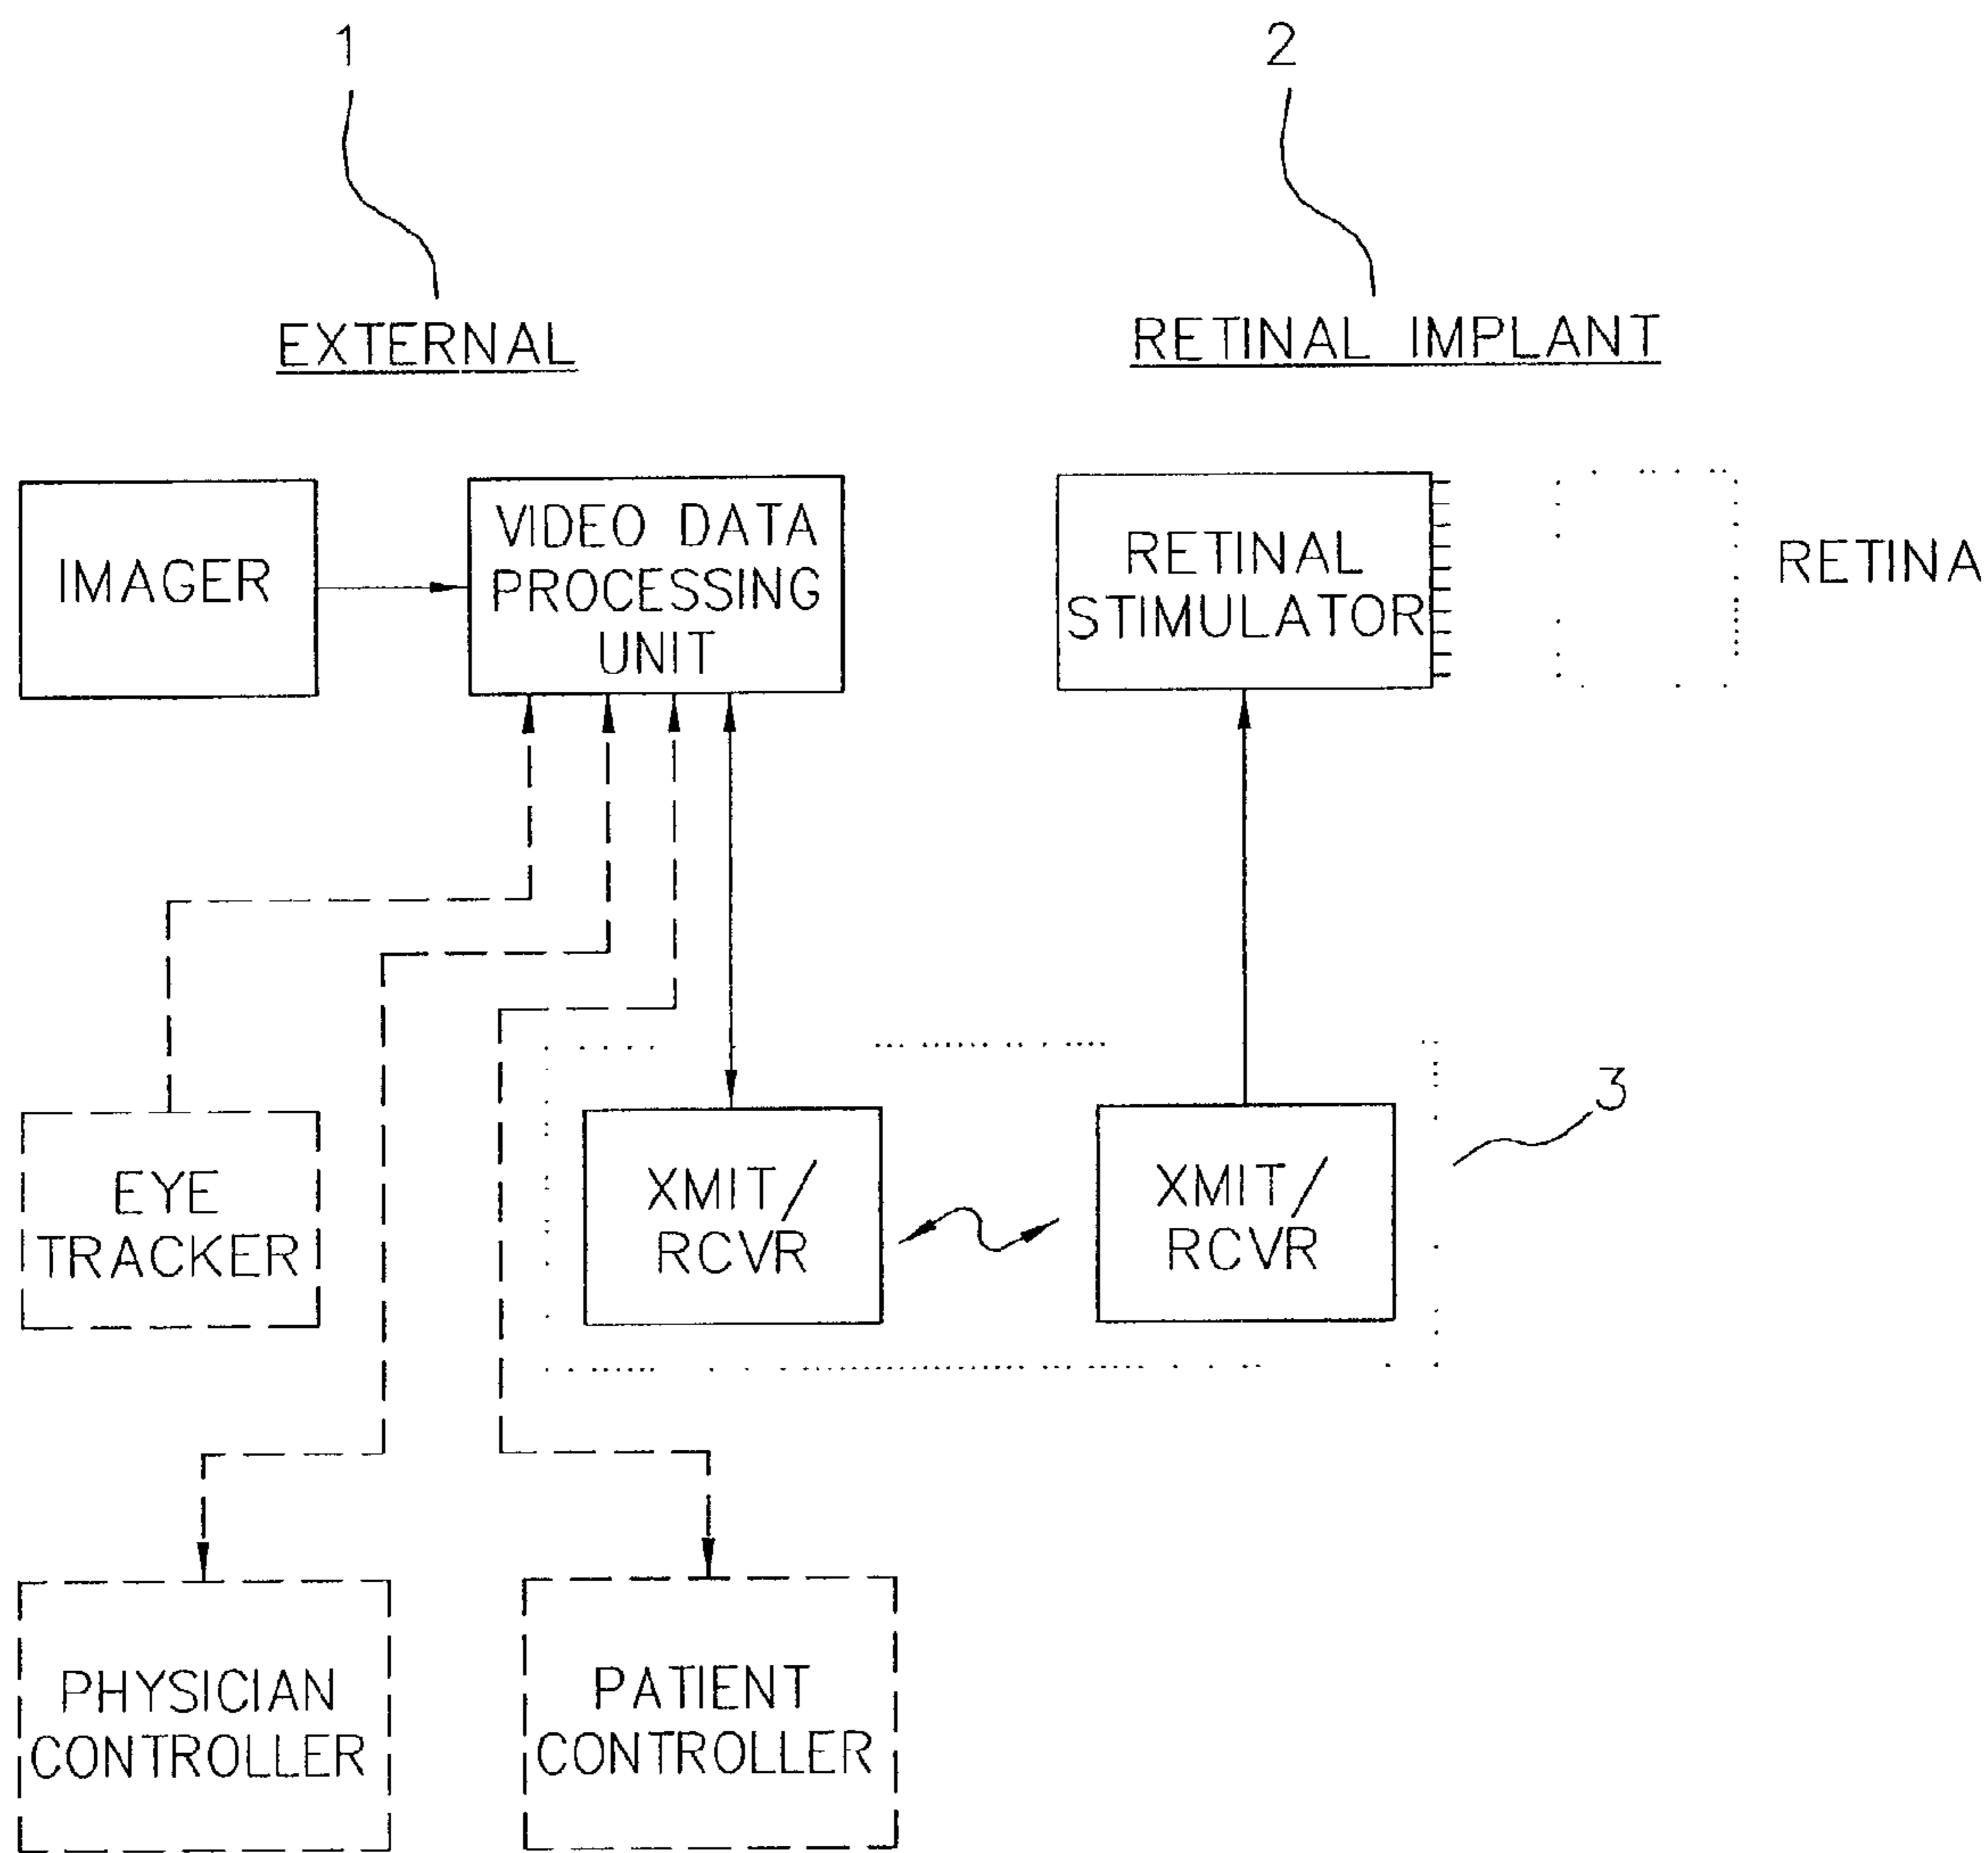 1
2
EXTERNAL
RETINAL IMPLANT
IMAGER
VIDEO DATA
PROCESSING
UNIT
RETINAL
STIMULATOR
RETINA
EYE
TRACKER
XMIT/
RCVR
XMIT/
RCVR
3
PHYSICIAN
CONTROLLER
PATIENT
CONTROLLER